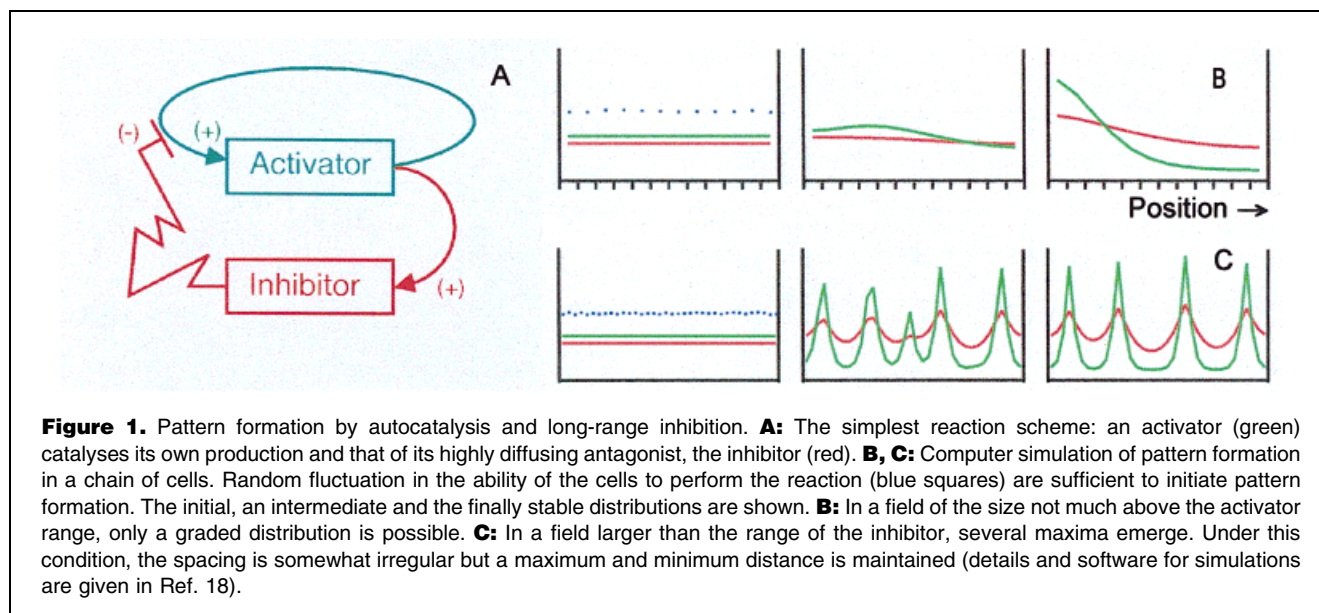 A
(-)
(+)
Activator
Inhibitor
(+)
B
Position →
C
Figure 1. Pattern formation by autocatalysis and long-range inhibition. A: The simplest reaction scheme: an activator (green)
catalyses its own production and that of its highly diffusing antagonist, the inhibitor (red). B, C: Computer simulation of pattern formation
in a chain of cells. Random fluctuation in the ability of the cells to perform the reaction (blue squares) are sufficient to initiate pattern
formation. The initial, an intermediate and the finally stable distributions are shown. B: In a field of the size not much above the activator
range, only a graded distribution is possible. C: In a field larger than the range of the inhibitor, several maxima emerge. Under this
condition, the spacing is somewhat irregular but a maximum and minimum distance is maintained (details and software for simulations
are given in Ref. 18).